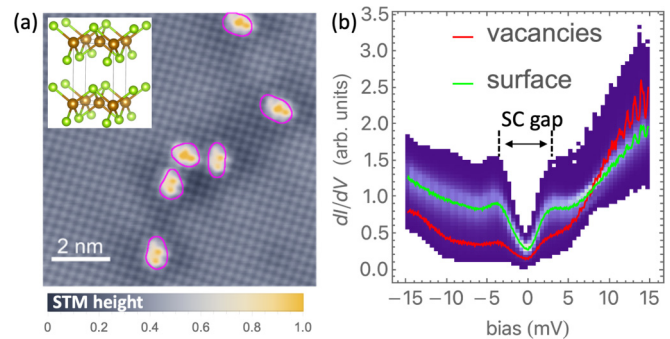 (a)
2 nm
STM height
0 0.2 0.4 0.6 0.8 1.0
(b)
dI/dV (arb. units)
3.5
3.0
2.5
2.0
1.5
1.0
0.5
0.0
vacancies
surface
SC gap
−15 −10 −5 0 5 10 15
bias (mV)